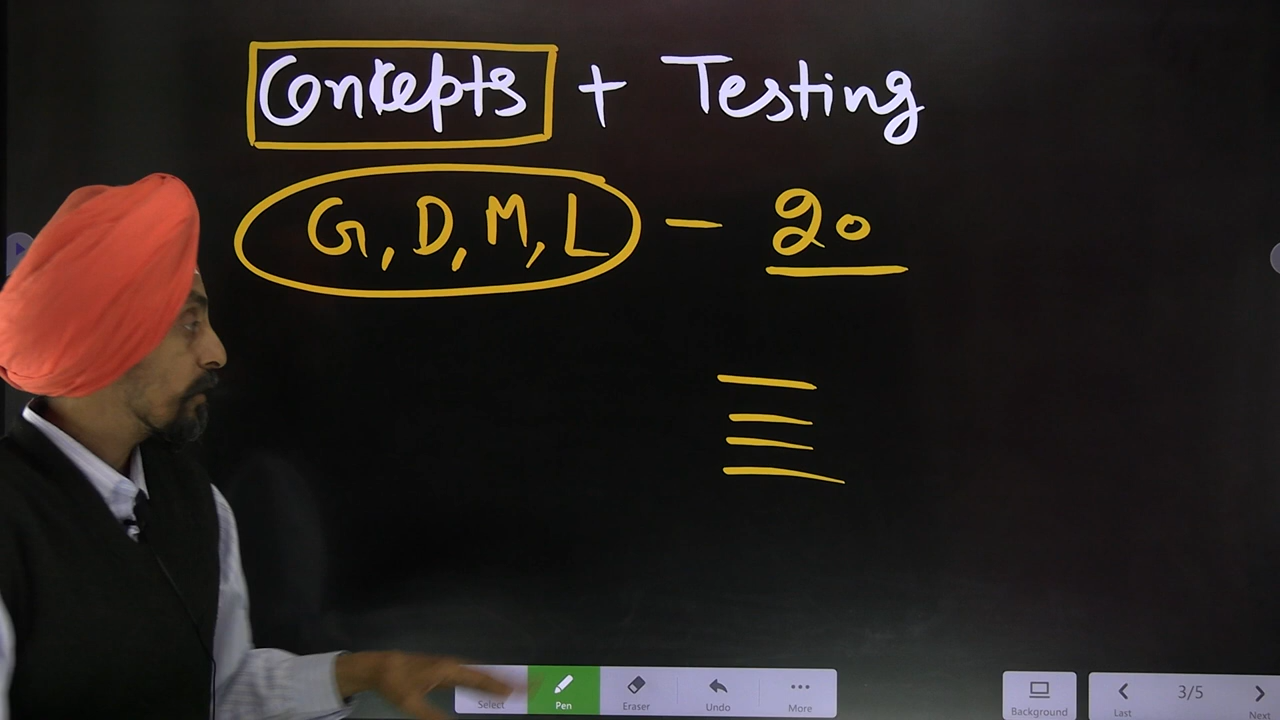 Concepts + Testing
G, D, M, L - 20
Select Pen Eraser Undo More
Background
Last 3/5 Next